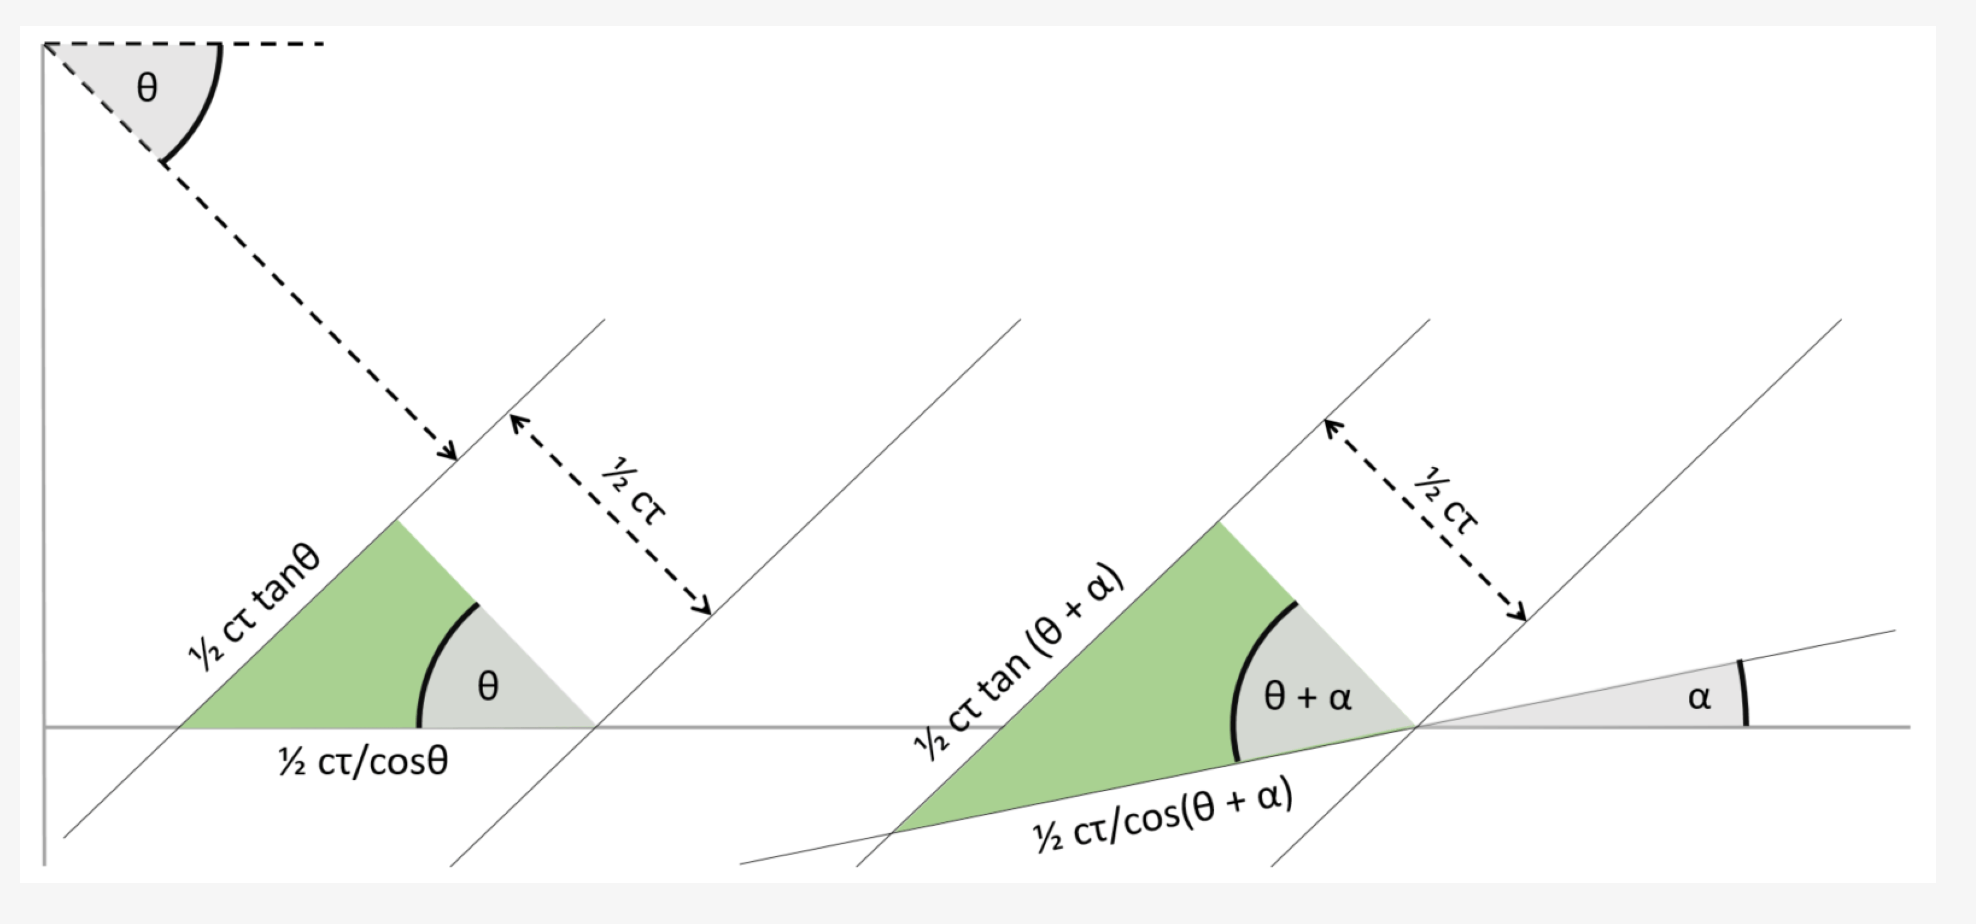 θ
½ cτ
½ cτ
½ cτ tanθ
θ
½ cτ/cosθ
½ cτ tan (θ + α)
θ + α
α
½ cτ/cos(θ + α)